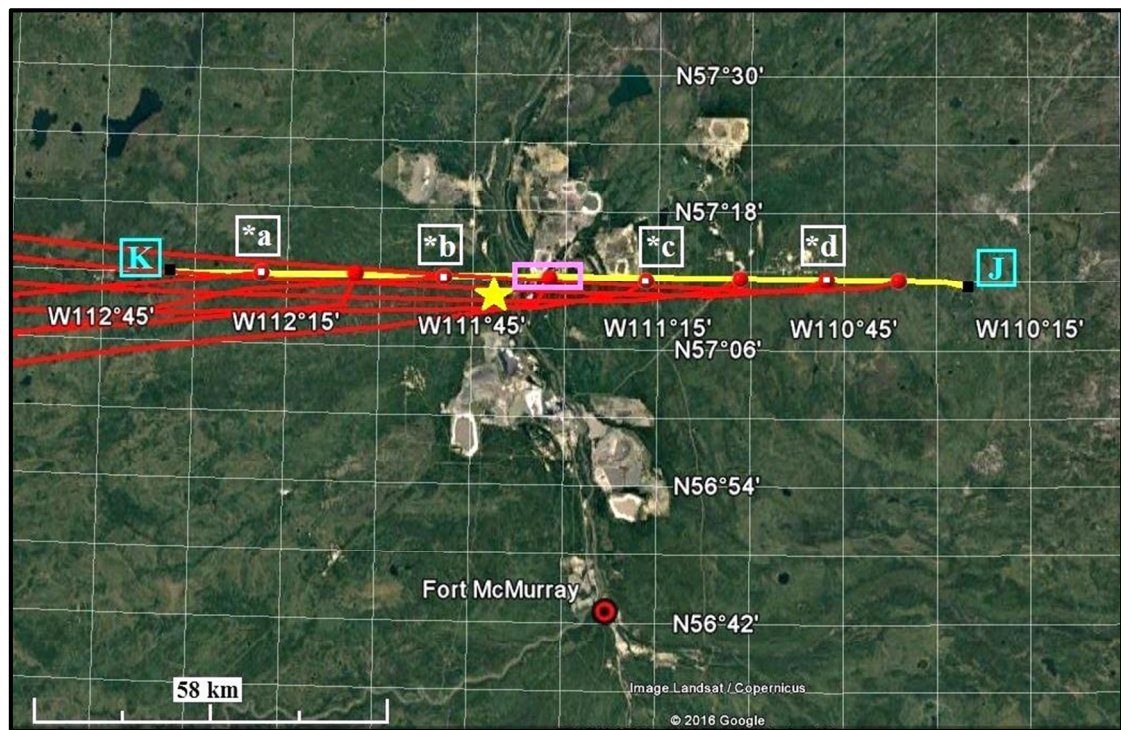 N57°30'
N57°18'
*a
*b
*c
*d
K
J
W112°45'
W112°15'
W111°45'
W111°15'
W110°45'
W110°15'
N57°06'
N56°54'
Fort McMurray
N56°42'
58 km
Image Landsat / Copernicus
© 2016 Google